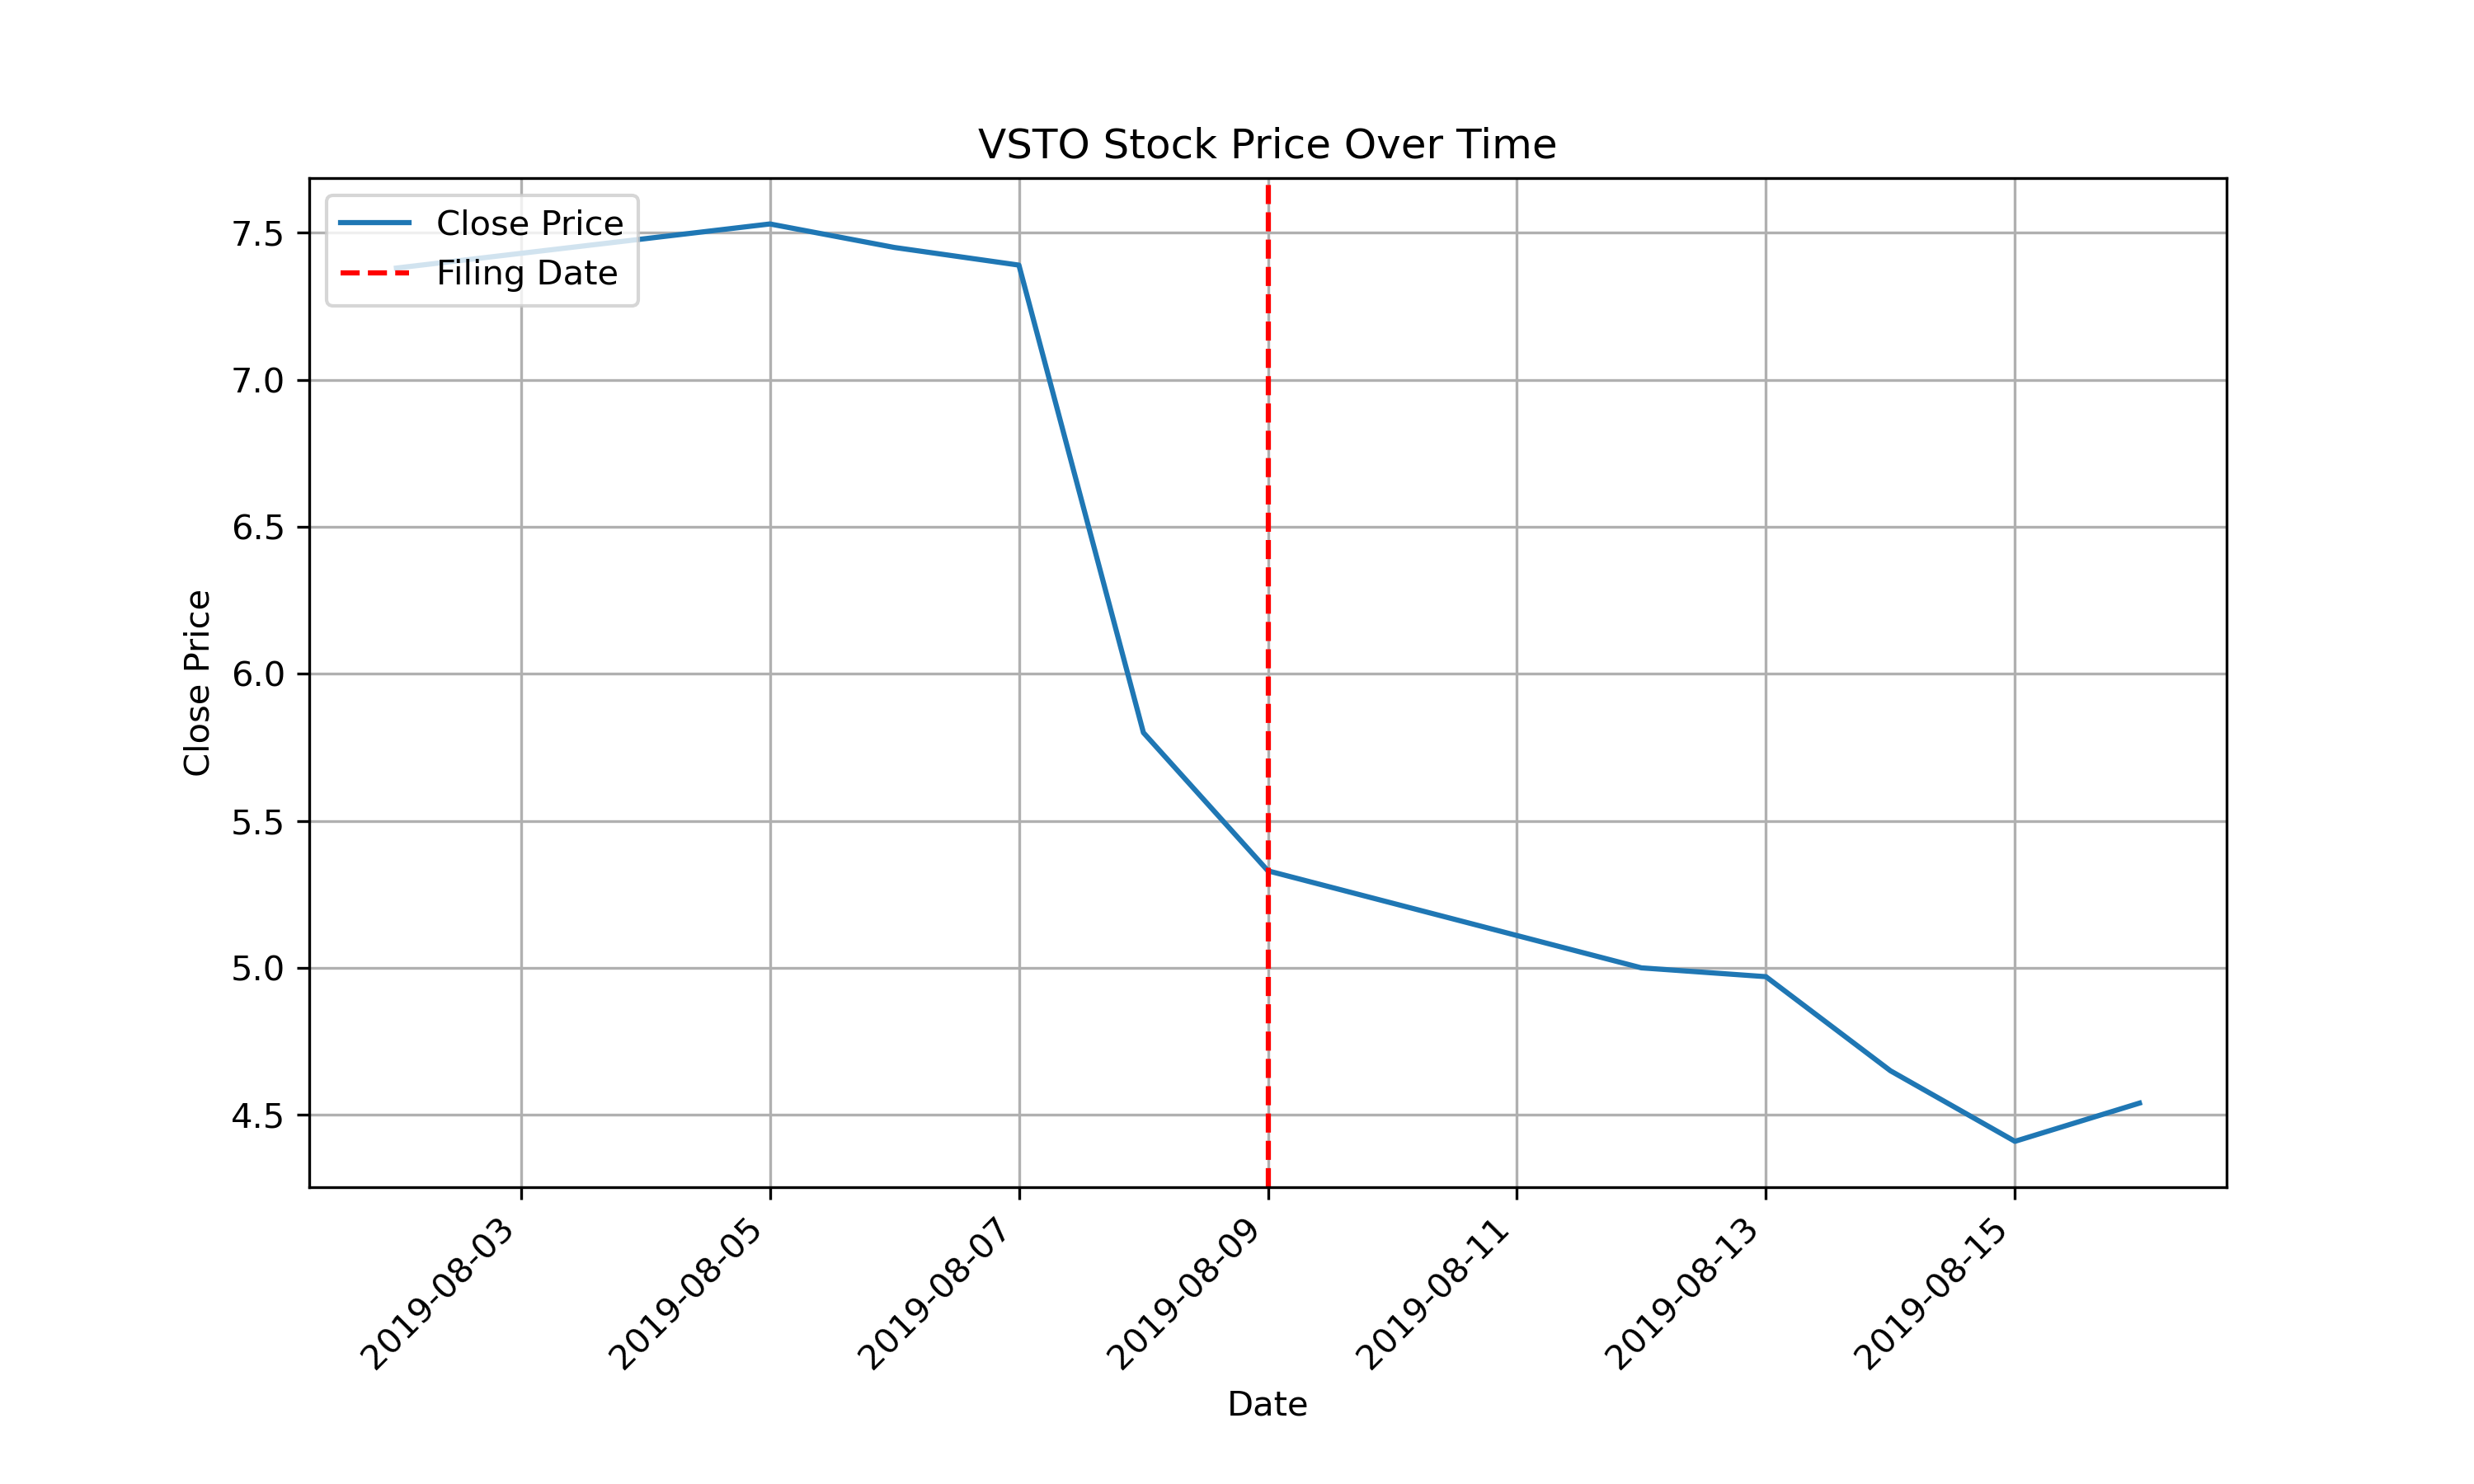 VSTO Stock Price Over Time
Close Price
Filing Date
7.5
7.0
6.5
6.0
5.5
5.0
4.5
Close Price
2019-08-03
2019-08-05
2019-08-07
2019-08-09
2019-08-11
2019-08-13
2019-08-15
Date